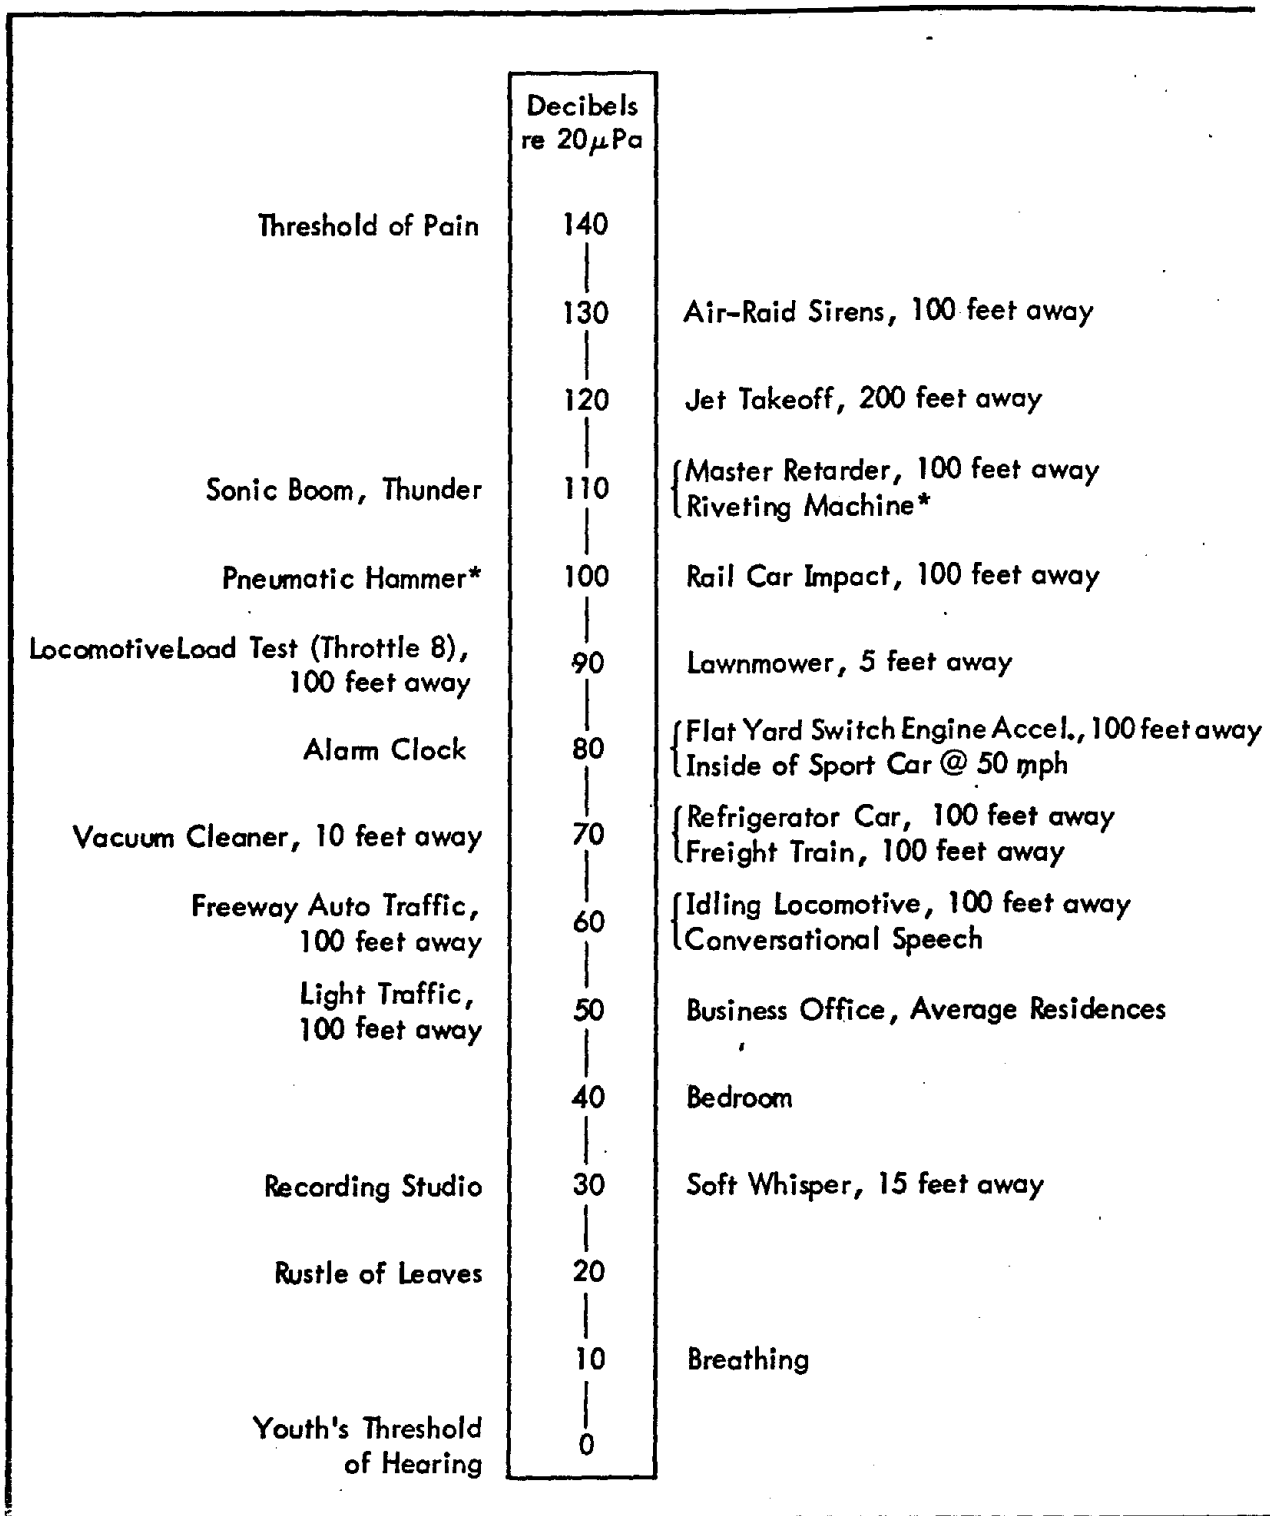 Decibels
re 20μPa
Threshold of Pain 140
130 Air-Raid Sirens, 100 feet away
120 Jet Takeoff, 200 feet away
Sonic Boom, Thunder 110 Master Retarder, 100 feet away
Riveting Machine*
Pneumatic Hammer* 100 Rail Car Impact, 100 feet away
LocomotiveLoad Test (Throttle 8),
100 feet away 90 Lawnmower, 5 feet away
Alarm Clock 80 Flat Yard Switch Engine Accel., 100 feet away
Inside of Sport Car @ 50 mph
Vacuum Cleaner, 10 feet away 70 Refrigerator Car, 100 feet away
Freight Train, 100 feet away
Freeway Auto Traffic,
100 feet away 60 Idling Locomotive, 100 feet away
Conversational Speech
Light Traffic,
100 feet away 50 Business Office, Average Residences
40 Bedroom
Recording Studio 30 Soft Whisper, 15 feet away
Rustle of Leaves 20
10 Breathing
Youth's Threshold
of Hearing 0